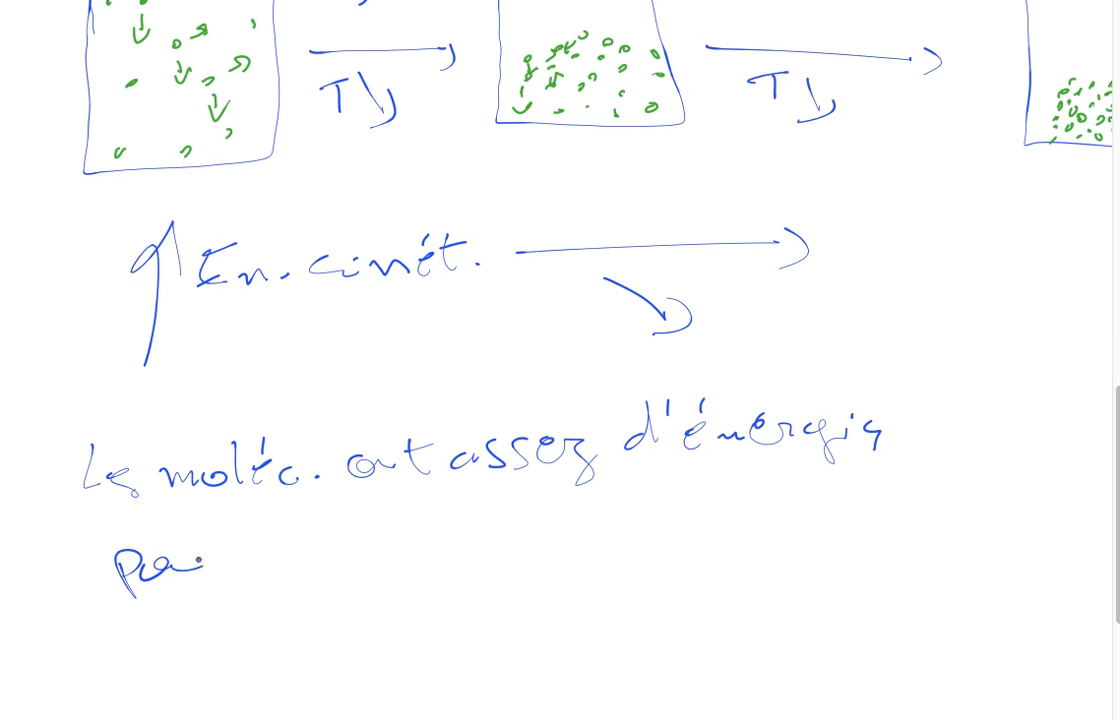 T T
En. cinét.
Les moléc. ont assez d'énergie